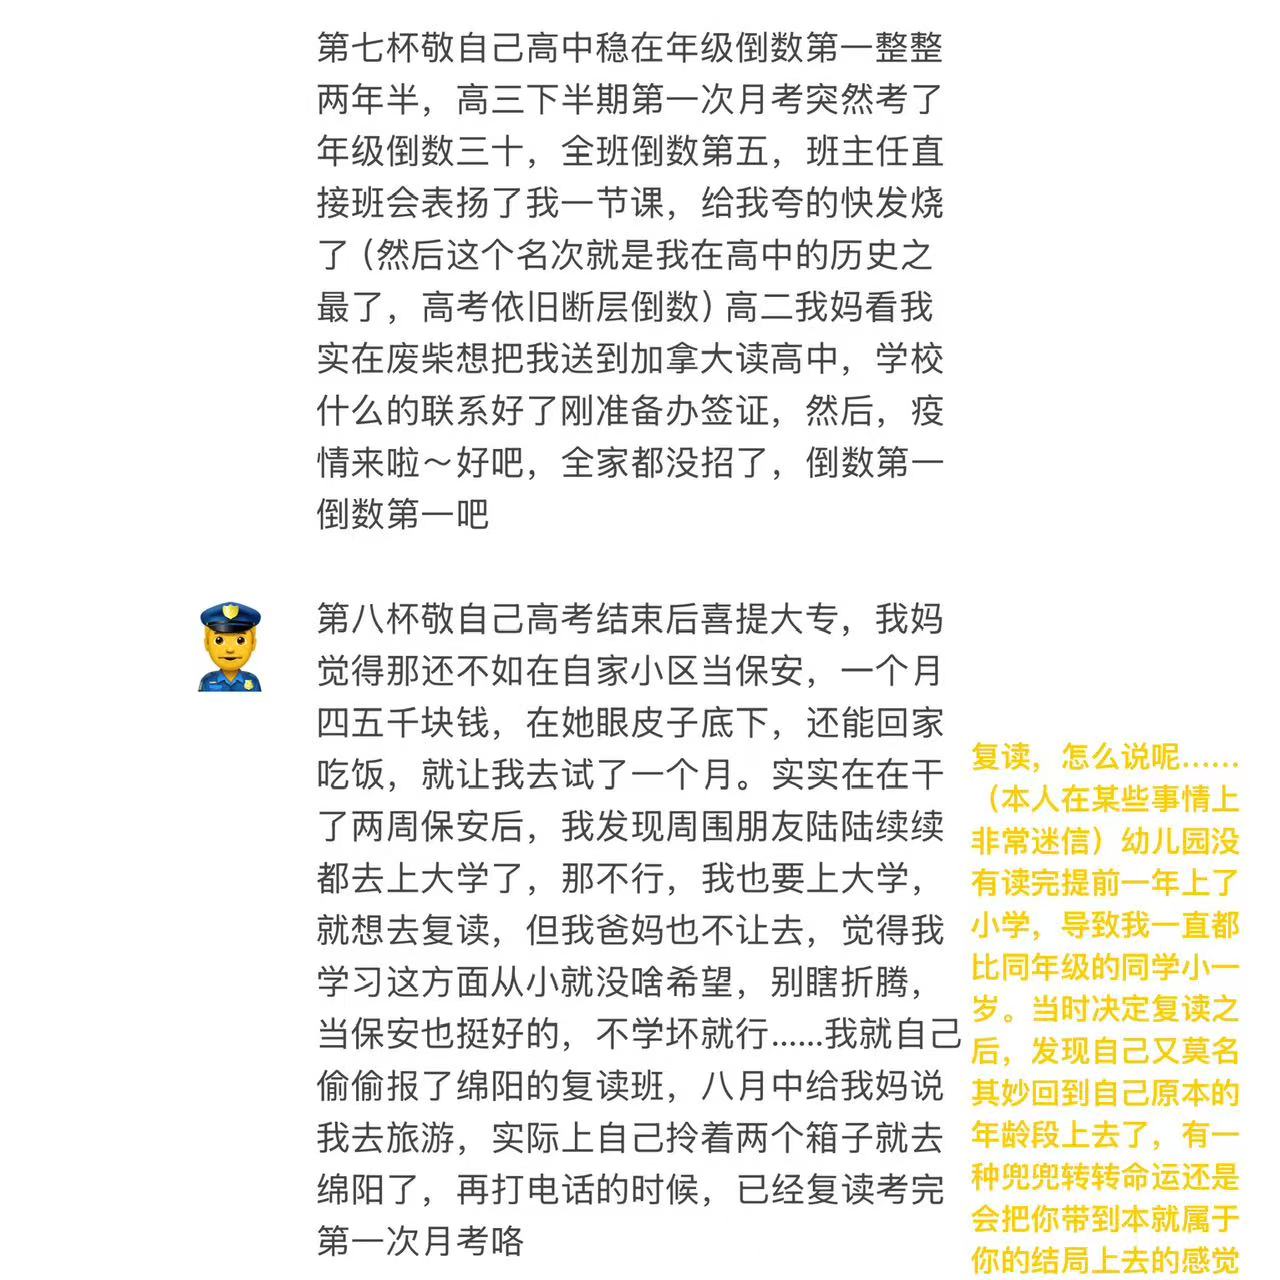 第七杯敬自己高中稳在年级倒数第一整整
两年半，高三下半期第一次月考突然考了
年级倒数三十，全班倒数第五，班主任直
接班会表扬了我一节课，给我夸的快发烧
了（然后这个名次就是我在高中的历史之
最了，高考依旧断层倒数）高二我妈看我
实在废柴想把我送到加拿大读高中，学校
什么的联系好了刚准备办签证，然后，疫
情来啦～好吧，全家都没招了，倒数第一
倒数第一吧
第八杯敬自己高考结束后喜提大专，我妈
觉得那还不如在自家小区当保安，一个月
四五千块钱，在她眼皮子底下，还能回家
吃饭，就让我去试了一个月。实实在在干
了两周保安后，我发现周围朋友陆陆续续
都去上大学了，那不行，我也要上大学，
就想去复读，但我爸妈也不让去，觉得我
学习这方面从小就没啥希望，别瞎折腾，
当保安也挺好的，不学坏就行......我就自己
偷偷报了绵阳的复读班，八月中给我妈说
我去旅游，实际上自己拎着两个箱子就去
绵阳了，再打电话的时候，已经复读考完
第一次月考咯
复读，怎么说呢......
（本人在某些事情上
非常迷信）幼儿园没
有读完提前一年上了
小学，导致我一直都
比同年级的同学小一
岁。当时决定复读之
后，发现自己又莫名
其妙回到自己原本的
年龄段上去了，有一
种兜兜转转命运还是
会把你带到本就属于
你的结局上去的感觉